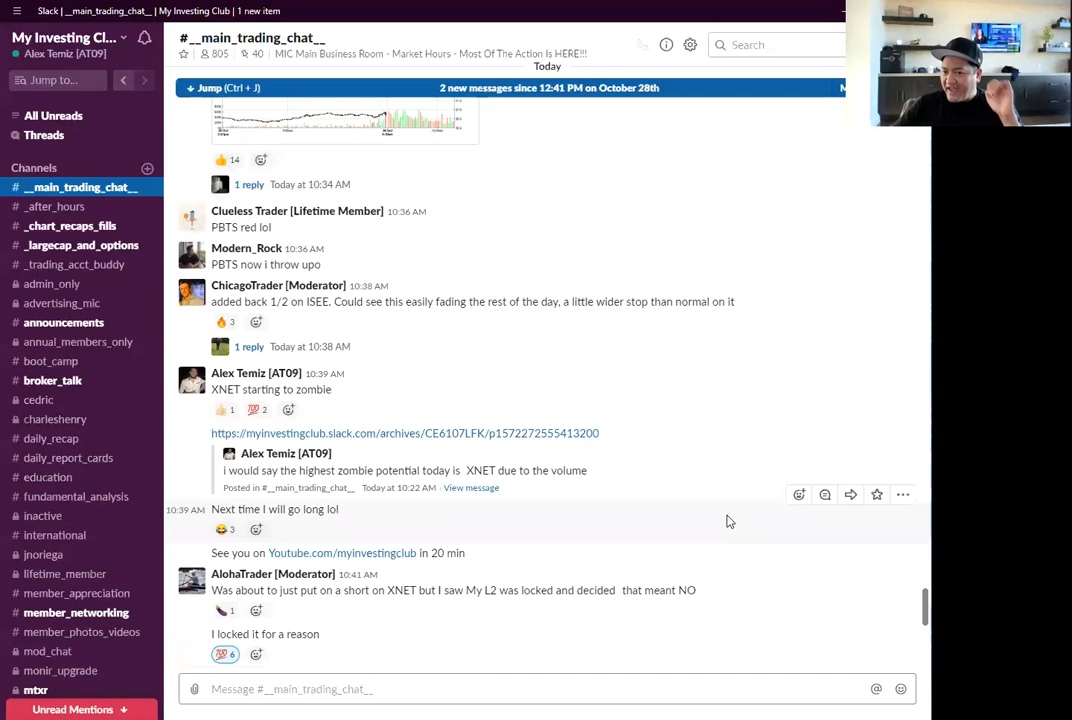 Slack | __main_trading_chat__ | My Investing Club | 1 new item
My Investing Cl...
Alex Temiz [AT09]
Jump to...
All Unreads
Threads
Channels
# __main_trading_chat__
# _after_hours
# _chart_recaps_fills
# _largecap_and_options
# _trading_acct_buddy
admin_only
advertising_mic
# announcements
annual_members_only
boot_camp
broker_talk
cedric
charleshenry
daily_recap
daily_report_cards
# education
# fundamental_analysis
# inactive
# international
jnoriega
lifetime_member
# member_appreciation
# member_networking
# member_photos_videos
mod_chat
monir_upgrade
mtxr
Unread Mentions
#__main_trading_chat__
805
40
MIC Main Business Room - Market Hours - Most Of The Action Is HERE!!!
Search
Today
Jump (Ctrl + J)
2 new messages since 12:41 PM on October 28th
M
14
1 reply Today at 10:34 AM
Clueless Trader [Lifetime Member] 10:36 AM
PBTS red lol
Modern_Rock 10:36 AM
PBTS now i throw upo
ChicagoTrader [Moderator] 10:38 AM
added back 1/2 on ISEE. Could see this easily fading the rest of the day, a little wider stop than normal on it
3
1 reply Today at 10:38 AM
Alex Temiz [AT09] 10:39 AM
XNET starting to zombie
1
2
https://myinvestingclub.slack.com/archives/CE6107LFK/p1572272555413200
Alex Temiz [AT09]
i would say the highest zombie potential today is XNET due to the volume
Posted in #__main_trading_chat__ Today at 10:22 AM · View message
10:39 AM Next time I will go long lol
3
See you on Youtube.com/myinvestingclub in 20 min
AlohaTrader [Moderator] 10:41 AM
Was about to just put on a short on XNET but I saw My L2 was locked and decided that meant NO
1
I locked it for a reason
6
Message #__main_trading_chat__